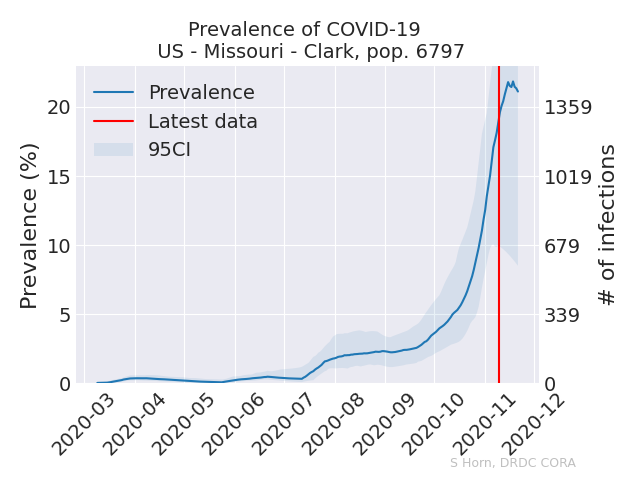 Prevalence of COVID-19
US - Missouri - Clark, pop. 6797
Prevalence
Latest data
95CI
Prevalence (%)
20
15
10
5
0
1359
1019
679
339
0
# of infections
2020-03
2020-04
2020-05
2020-06
2020-07
2020-08
2020-09
2020-10
2020-11
2020-12
S Horn, DRDC CORA